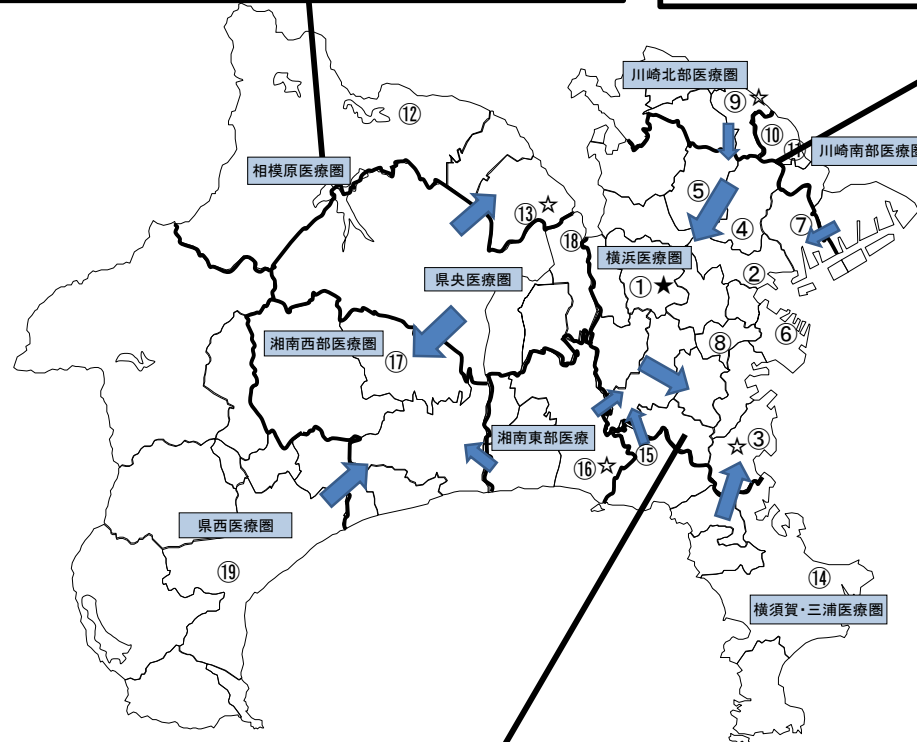 川崎北部医療圏
⑨☆
⑫
⑩
⑪
川崎南部医療圏
相模原医療圏
⑤
⑬☆
⑦
④
⑱
横浜医療圏
県央医療圏
②
①★
⑥
湘南西部医療圏
⑧
⑰
湘南東部医療
☆③
⑮
⑯☆
県西医療圏
⑲
⑭
横須賀・三浦医療圏